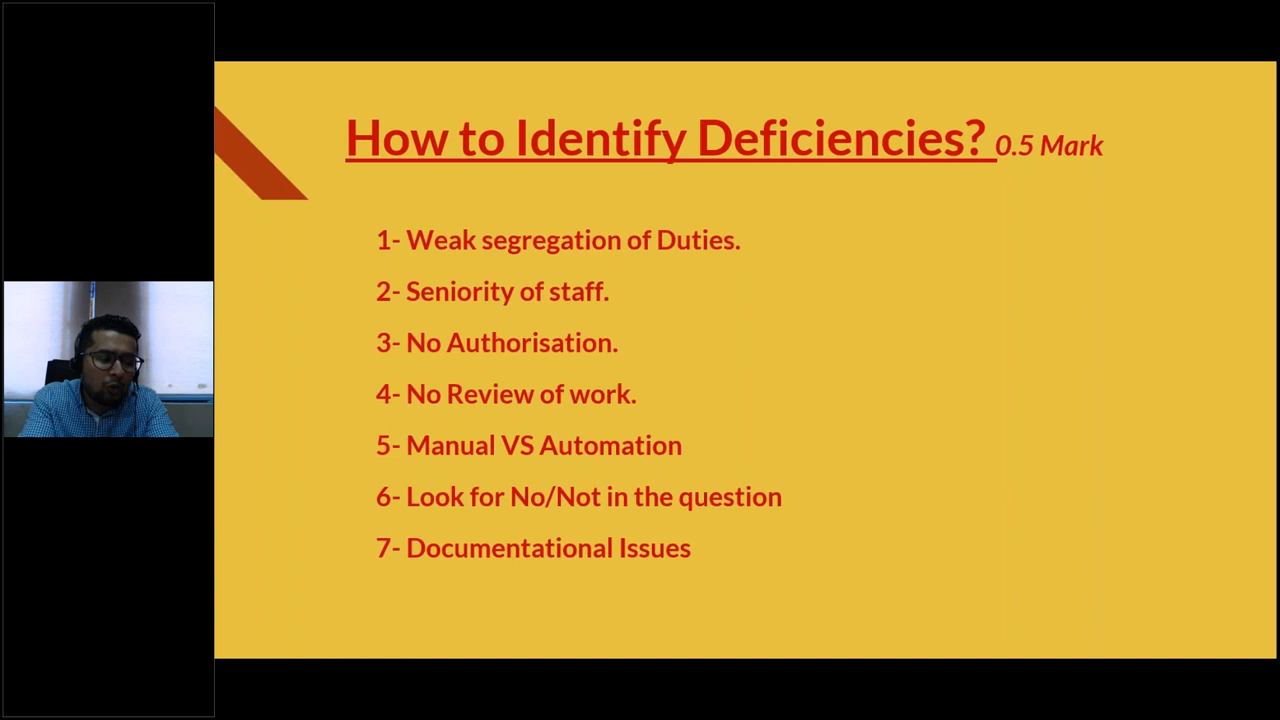 How to Identify Deficiencies? 0.5 Mark
1- Weak segregation of Duties.
2- Seniority of staff.
3- No Authorisation.
4- No Review of work.
5- Manual VS Automation
6- Look for No/Not in the question
7- Documentational Issues